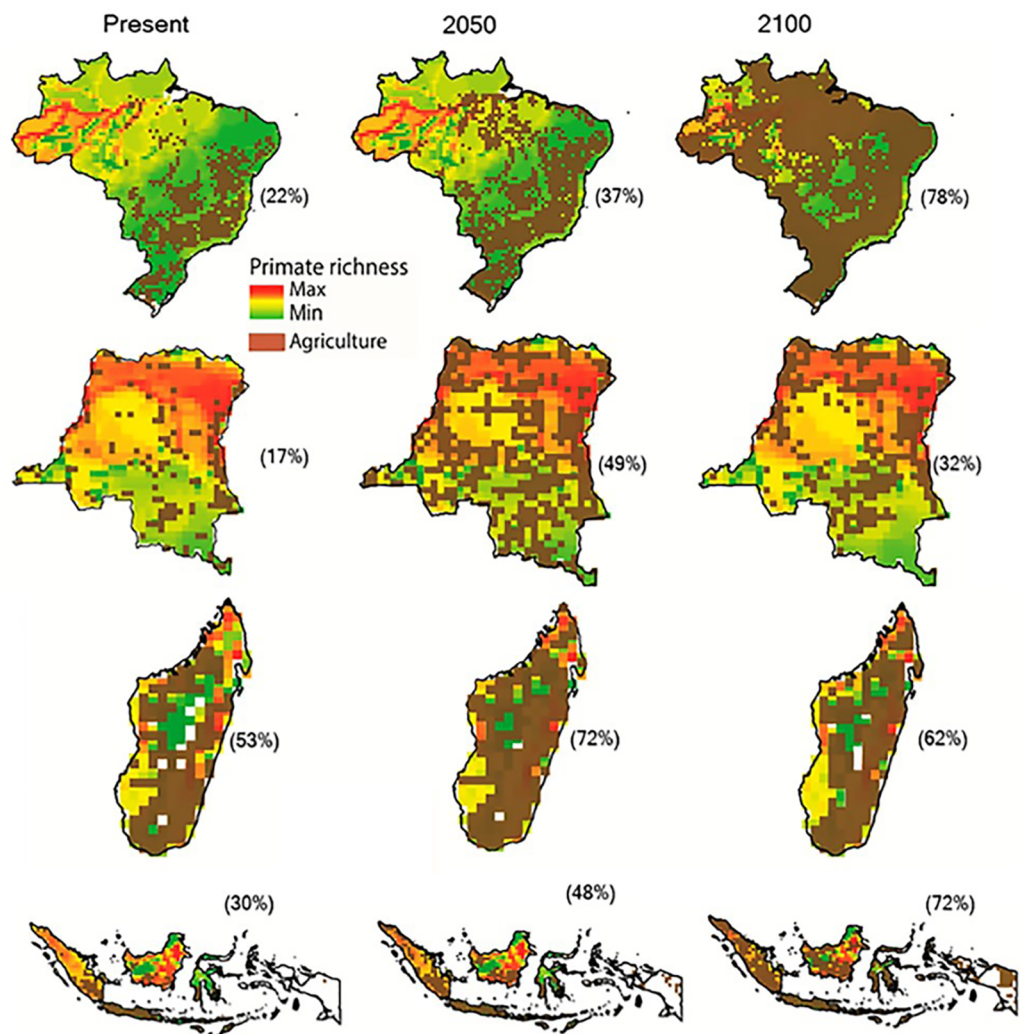 Present 2050 2100
(22%) (37%) (78%)
Primate richness
Max
Min
Agriculture
(17%) (49%) (32%)
(53%) (72%) (62%)
(30%) (48%) (72%)